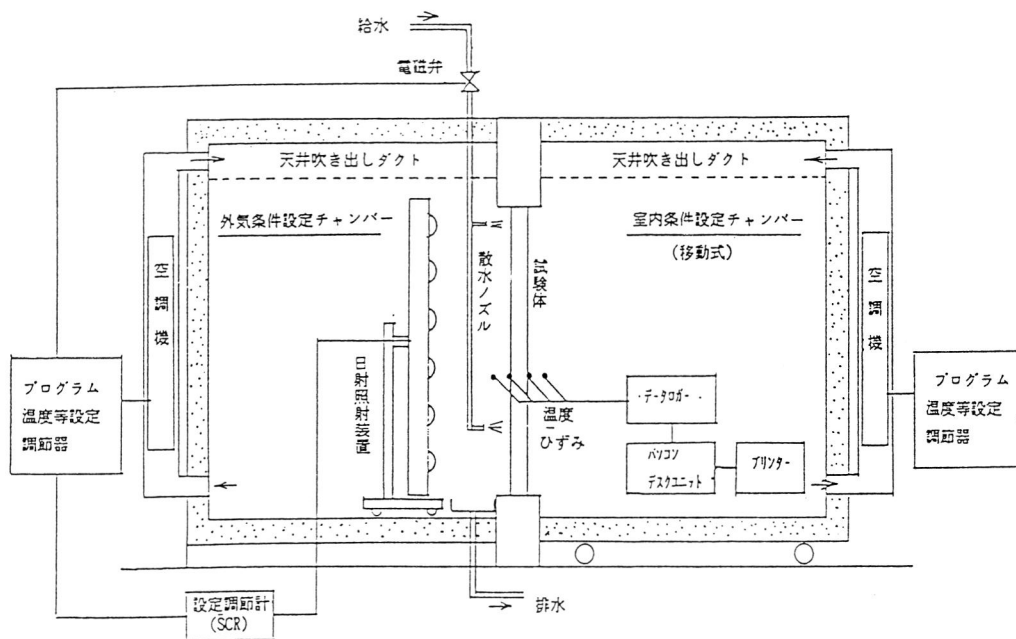 給水
電磁弁
天井吹き出しダクト
天井吹き出しダクト
外気条件設定チャンバー
室内条件設定チャンバー
(移動式)
空調機
散水ノズル
試験体
空調機
日射照射装置
プログラム
温度等設定
調節器
温度
ひずみ
データロガー
パソコン
デスクユニット
プリンター
プログラム
温度等設定
調節器
設定調節計
(SCR)
排水